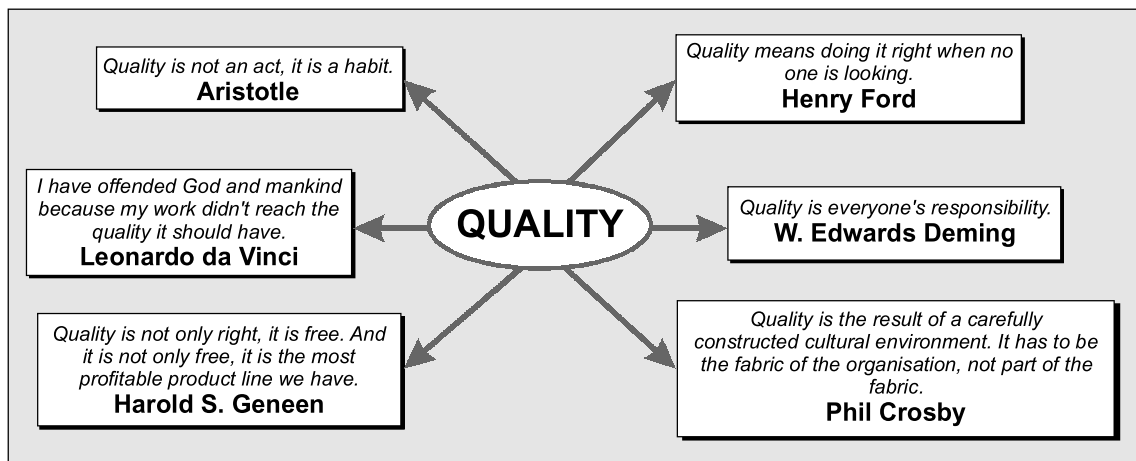 Quality is not an act, it is a habit.
Aristotle
Quality means doing it right when no
one is looking.
Henry Ford
I have offended God and mankind
because my work didn't reach the
quality it should have.
Leonardo da Vinci
QUALITY
Quality is everyone's responsibility.
W. Edwards Deming
Quality is not only right, it is free. And
it is not only free, it is the most
profitable product line we have.
Harold S. Geneen
Quality is the result of a carefully
constructed cultural environment. It has to be
the fabric of the organisation, not part of the
fabric.
Phil Crosby